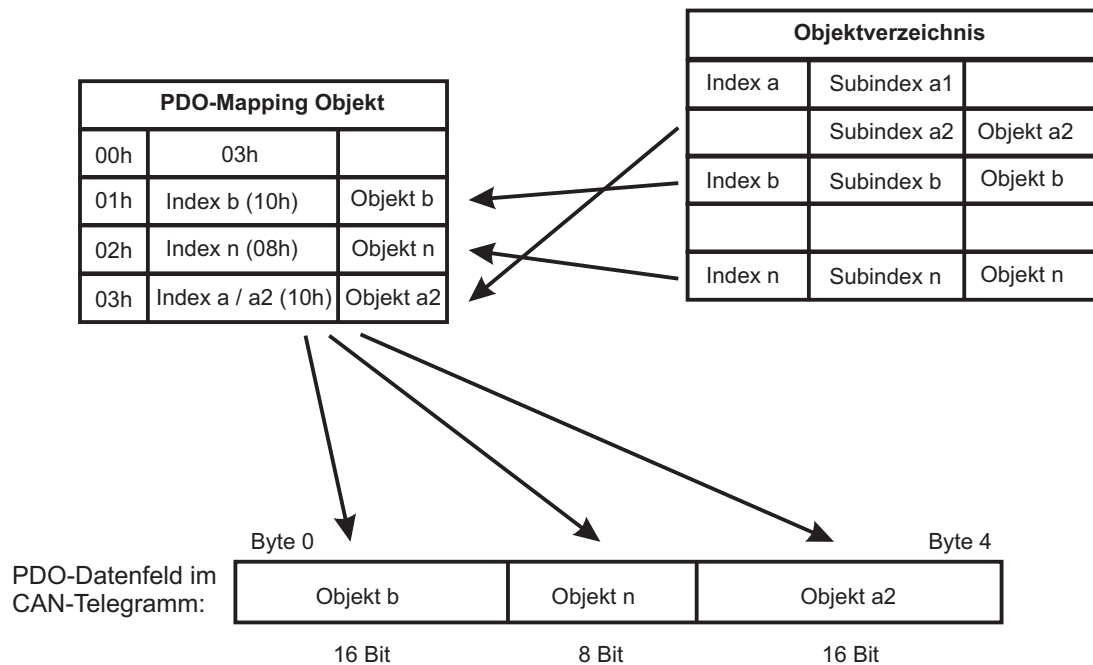 Objektverzeichnis
Index a Subindex a1
Subindex a2 Objekt a2
Index b Subindex b Objekt b
Index n Subindex n Objekt n
PDO-Mapping Objekt
00h 03h
01h Index b (10h) Objekt b
02h Index n (08h) Objekt n
03h Index a / a2 (10h) Objekt a2
Byte 0 Byte 4
PDO-Datenfeld im
CAN-Telegramm:
Objekt b Objekt n Objekt a2
16 Bit 8 Bit 16 Bit